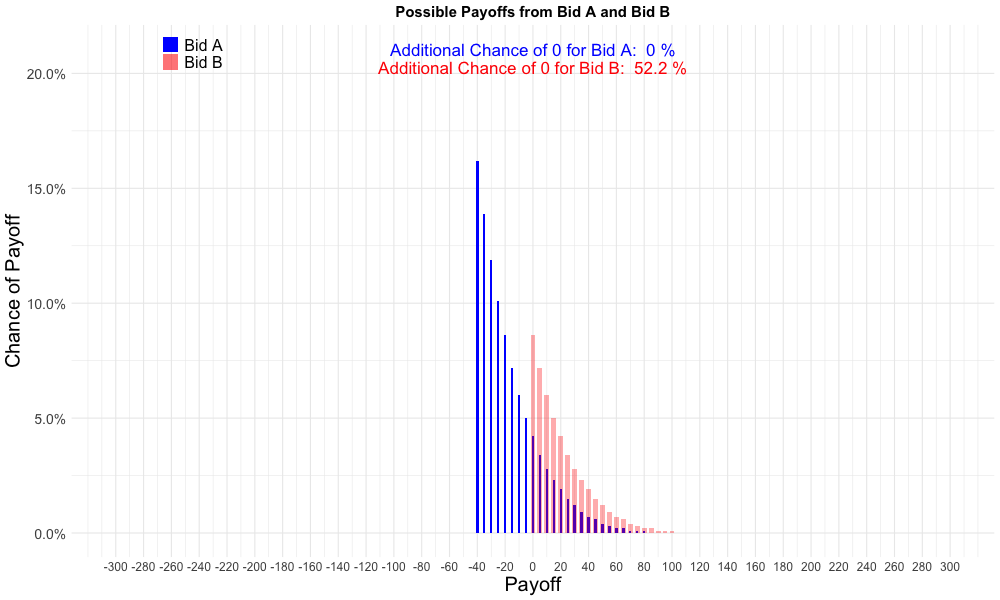 Possible Payoffs from Bid A and Bid B
Bid A
Bid B
Additional Chance of 0 for Bid A:  0 %
Additional Chance of 0 for Bid B:  52.2 %
Chance of Payoff
20.0%
15.0%
10.0%
5.0%
0.0%
-300 -280 -260 -240 -220 -200 -180 -160 -140 -120 -100 -80 -60 -40 -20 0 20 40 60 80 100 120 140 160 180 200 220 240 260 280 300
Payoff